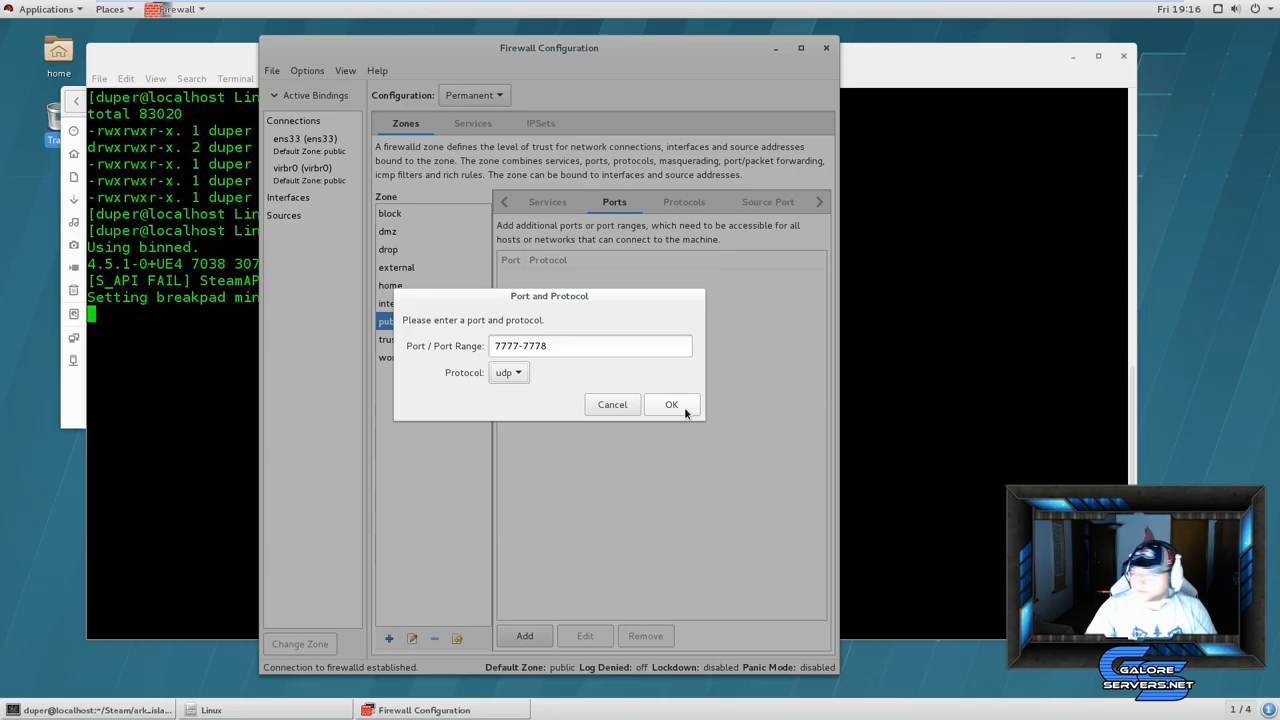 Applications Places Firewall Fri 19:16
home
Tra
File Edit View Search Terminal
[duper@localhost Lin
total 83020
-rwxrwxr-x. 1 duper
drwxrwxr-x. 2 duper
-rwxrwxr-x. 1 duper
-rwxrwxr-x. 1 duper
-rwxrwxr-x. 1 duper
[duper@localhost Lin
[duper@localhost Lin
Using binned.
4.5.1-0+UE4 7038 307
[S_API FAIL] SteamAP
Setting breakpad min
Firewall Configuration
File Options View Help
Active Bindings
Configuration: Permanent
Connections
ens33 (ens33)
Default Zone: public
virbr0 (virbr0)
Default Zone: public
Interfaces
Sources
Change Zone
Zones Services IPSets
A firewalld zone defines the level of trust for network connections, interfaces and source addresses
bound to the zone. The zone combines services, ports, protocols, masquerading, port/packet forwarding,
icmp filters and rich rules. The zone can be bound to interfaces and source addresses.
Zone
block
dmz
drop
external
home
inte
pub
trus
wor
Services Ports Protocols Source Port
Add additional ports or port ranges, which need to be accessible for all
hosts or networks that can connect to the machine.
Port Protocol
Port and Protocol
Please enter a port and protocol.
Port / Port Range: 7777-7778
Protocol: udp
Cancel OK
Add Edit Remove
Connection to firewalld established. Default Zone: public Log Denied: off Lockdown: disabled Panic Mode: disabled
GALORE
SERVERS.NET
duper@localhost:~/Steam/ark_isla... Linux Firewall Configuration 1 / 4 1